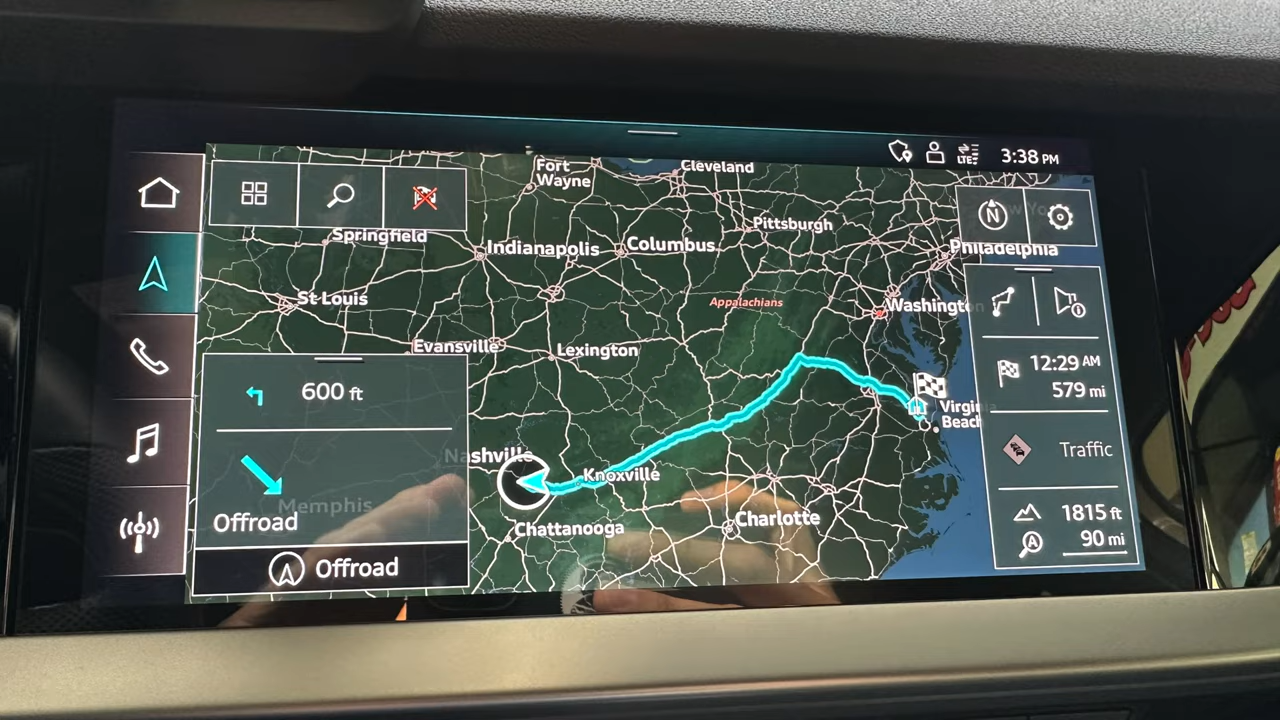 LTE 3:38 PM
Fort
Wayne
Cleveland
Pittsburgh
N
Springfield
Indianapolis
Columbus
Philadelphia
St Louis
Appalachians
Washington
Evansville
Lexington
12:29 AM
579 mi
600 ft
Virginia
Beach
Nashville
Traffic
Knoxville
Memphis
Offroad
Chattanooga
Charlotte
1815 ft
A
90 mi
Offroad